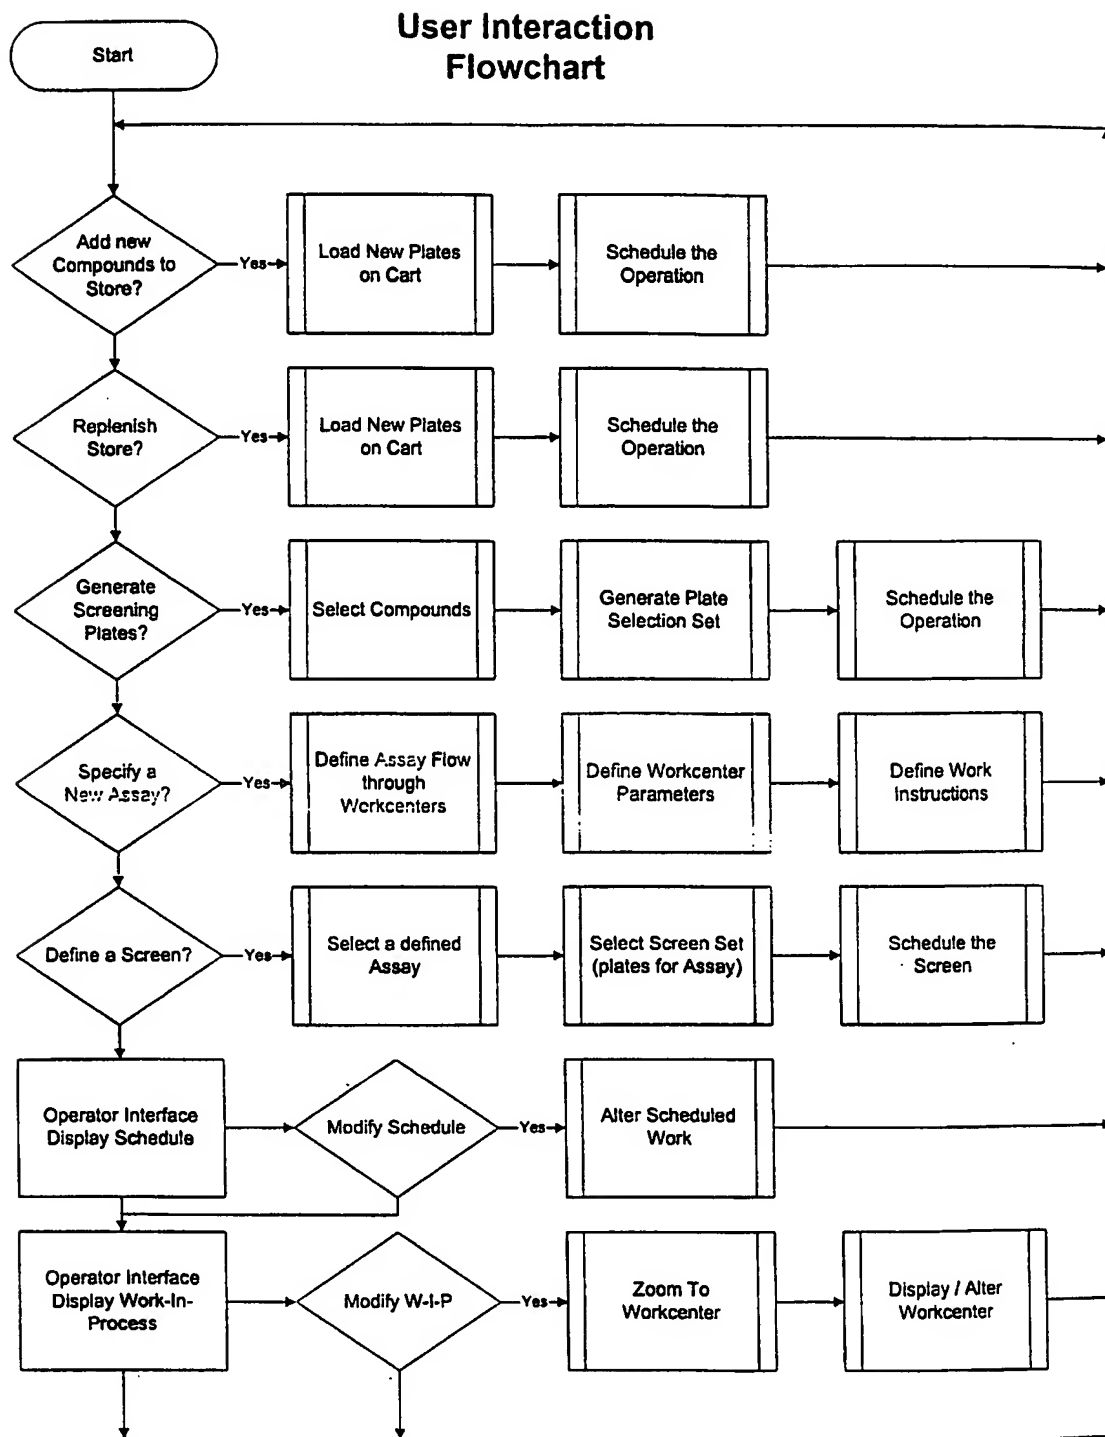 User Interaction
Flowchart
Start
Add new
Compounds to
Store?
Yes
Load New Plates
on Cart
Schedule the
Operation
Replenish
Store?
Yes
Load New Plates
on Cart
Schedule the
Operation
Generate
Screening
Plates?
Yes
Select Compounds
Generate Plate
Selection Set
Schedule the
Operation
Specify a
New Assay?
Yes
Define Assay Flow
through
Workcenters
Define Workcenter
Parameters
Define Work
Instructions
Define a Screen?
Yes
Select a defined
Assay
Select Screen Set
(plates for Assay)
Schedule the
Screen
Operator Interface
Display Schedule
Modify Schedule
Yes
Alter Scheduled
Work
Operator Interface
Display Work-In-
Process
Modify W-I-P
Yes
Zoom To
Workcenter
Display / Alter
Workcenter